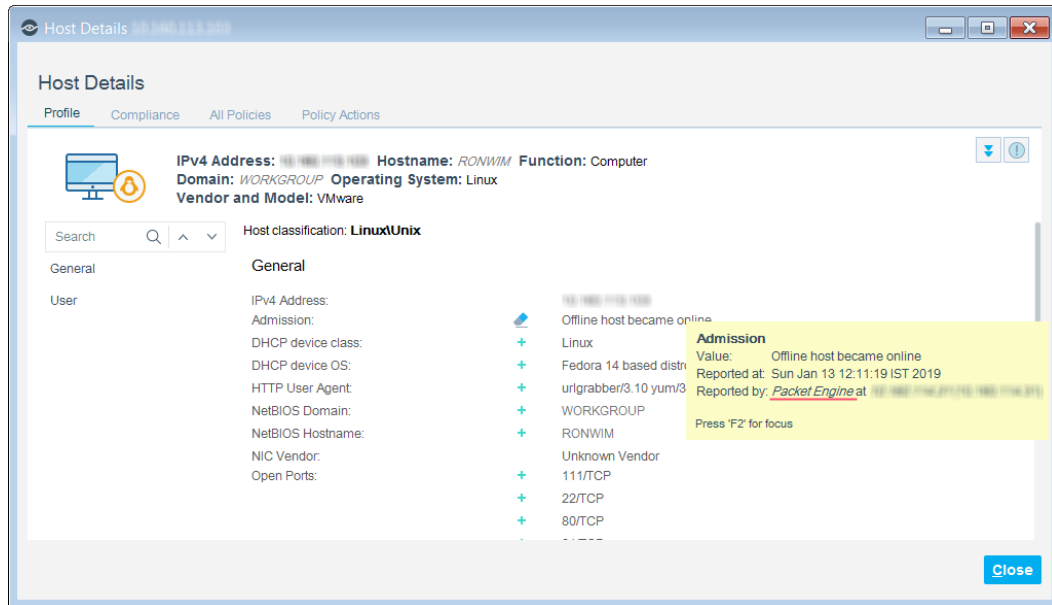 Host Details
Host Details
Profile Compliance All Policies Policy Actions
IPv4 Address: Hostname: RONWIM Function: Computer
Domain: WORKGROUP Operating System: Linux
Vendor and Model: VMware
Search
Host classification: Linux\Unix
General
User
General
IPv4 Address:
Admission: Offline host became online
DHCP device class: + Linux
DHCP device OS: + Fedora 14 based distr
HTTP User Agent: + urlgrabber/3.10 yum/3
NetBIOS Domain: + WORKGROUP
NetBIOS Hostname: + RONWIM
NIC Vendor: Unknown Vendor
Open Ports: + 111/TCP
+ 22/TCP
+ 80/TCP
Admission
Value: Offline host became online
Reported at: Sun Jan 13 12:11:19 IST 2019
Reported by: Packet Engine at
Press 'F2' for focus
Close